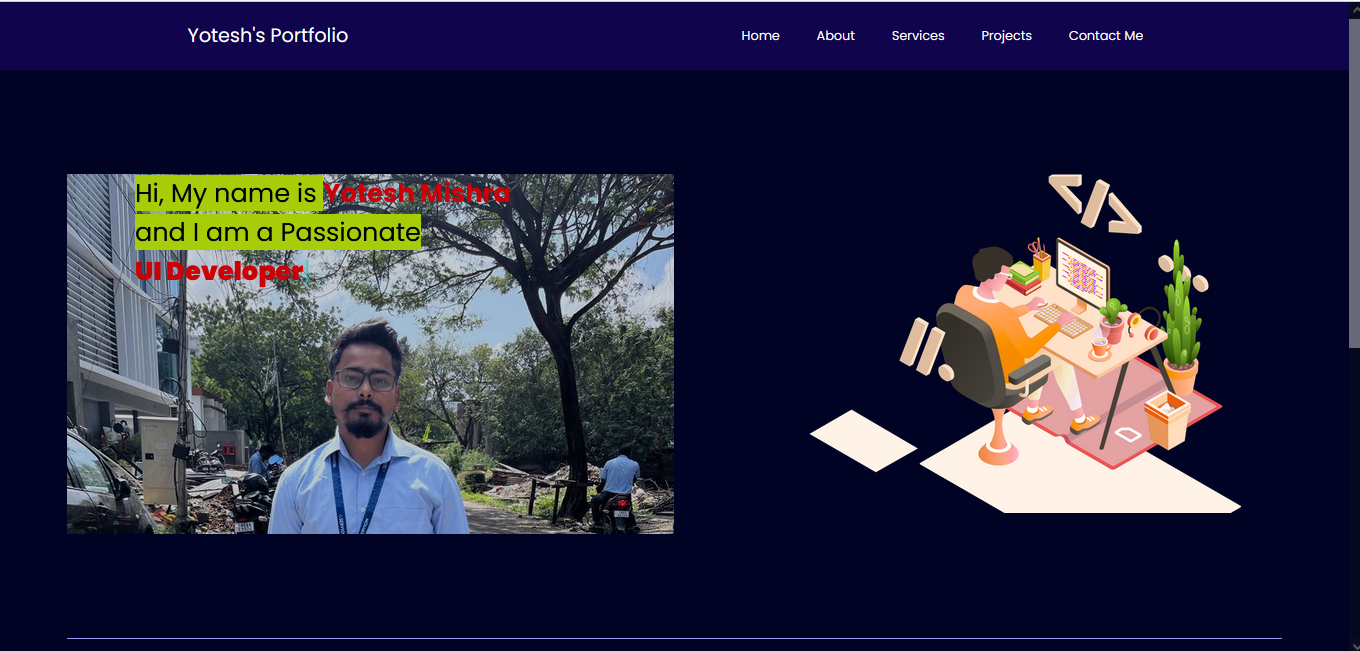 Yotesh's Portfolio
Home About Services Projects Contact Me
Hi, My name is Yotesh Mishra
and I am a Passionate
UI Developer